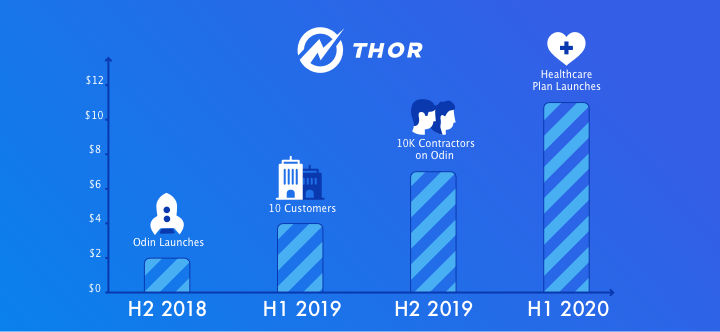 THOR
Healthcare
Plan Launches
10K Contractors
on Odin
10 Customers
Odin Launches
$12
$10
$8
$6
$4
$2
$0
H2 2018
H1 2019
H2 2019
H1 2020